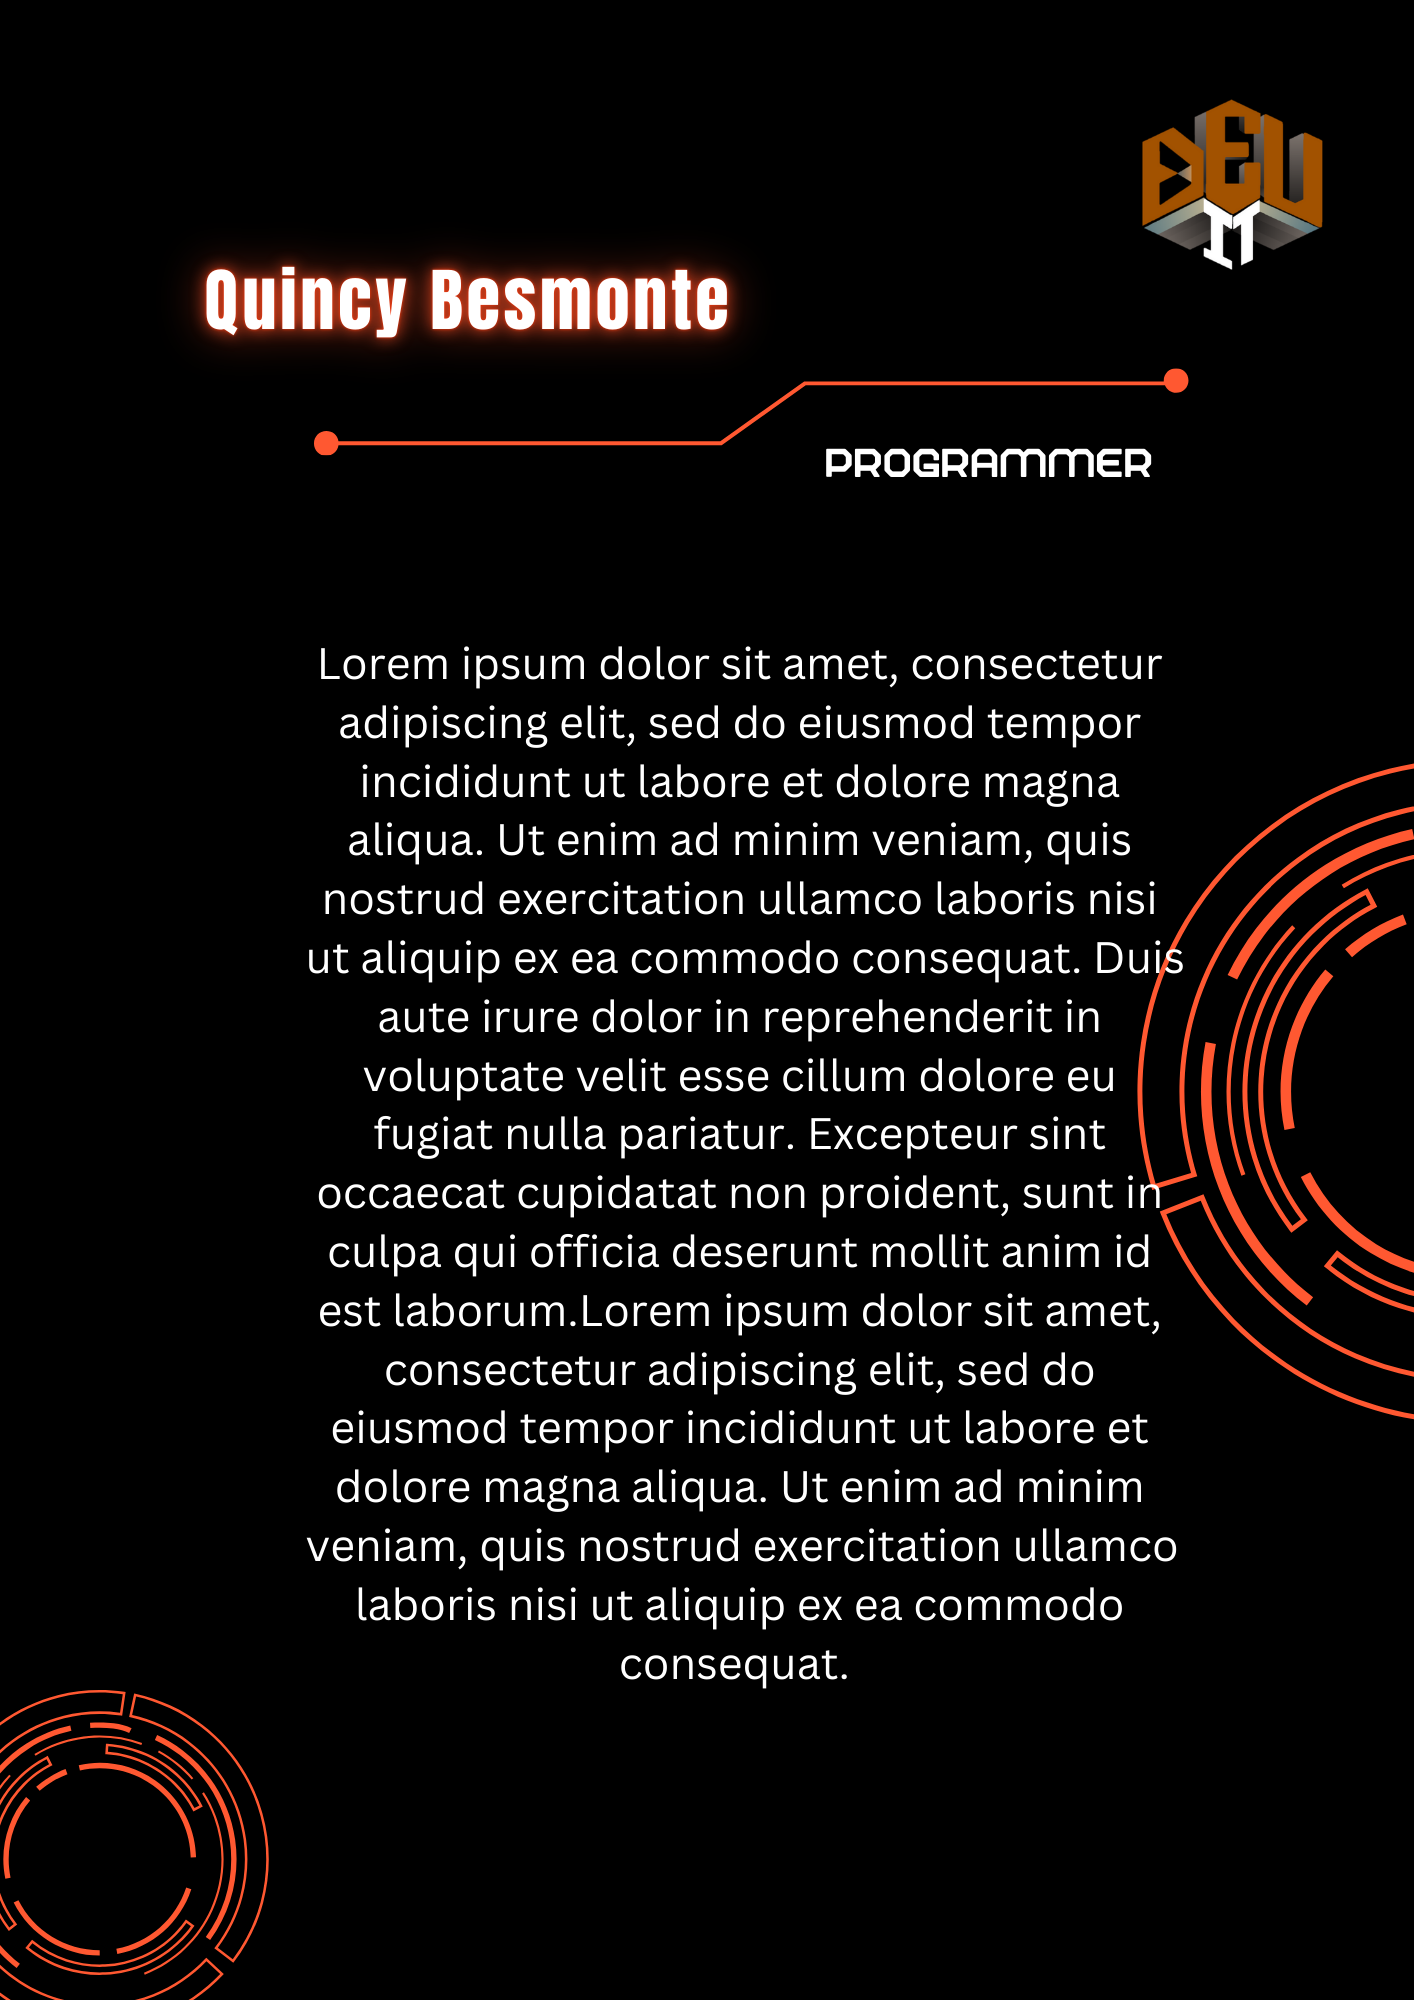 DEV
IT
Quincy Besmonte
PROGRAMMER
Lorem ipsum dolor sit amet, consectetur
adipiscing elit, sed do eiusmod tempor
incididunt ut labore et dolore magna
aliqua. Ut enim ad minim veniam, quis
nostrud exercitation ullamco laboris nisi
ut aliquip ex ea commodo consequat. Duis
aute irure dolor in reprehenderit in
voluptate velit esse cillum dolore eu
fugiat nulla pariatur. Excepteur sint
occaecat cupidatat non proident, sunt in
culpa qui officia deserunt mollit anim id
est laborum.Lorem ipsum dolor sit amet,
consectetur adipiscing elit, sed do
eiusmod tempor incididunt ut labore et
dolore magna aliqua. Ut enim ad minim
veniam, quis nostrud exercitation ullamco
laboris nisi ut aliquip ex ea commodo
consequat.